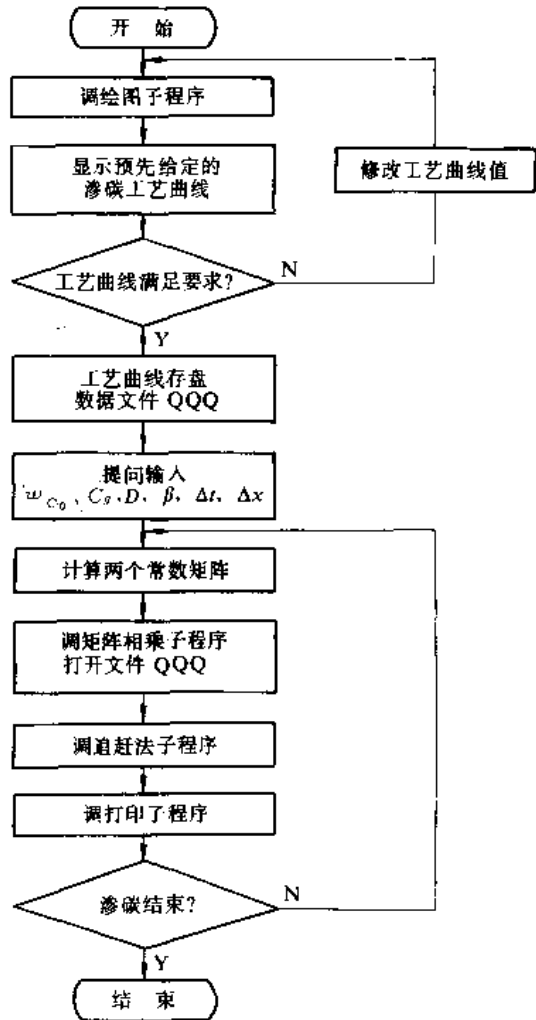 开 始
调绘图子程序
显示预先给定的
渗碳工艺曲线
修改工艺曲线值
工艺曲线满足要求?
N
Y
工艺曲线存盘
数据文件 QQQ
提问输入
w_{C_0}、C_g、D、β, Δt, Δx
计算两个常数矩阵
调矩阵相乘子程序
打开文件 QQQ
调追赶法子程序
调打印子程序
渗碳结束?
N
Y
结 束